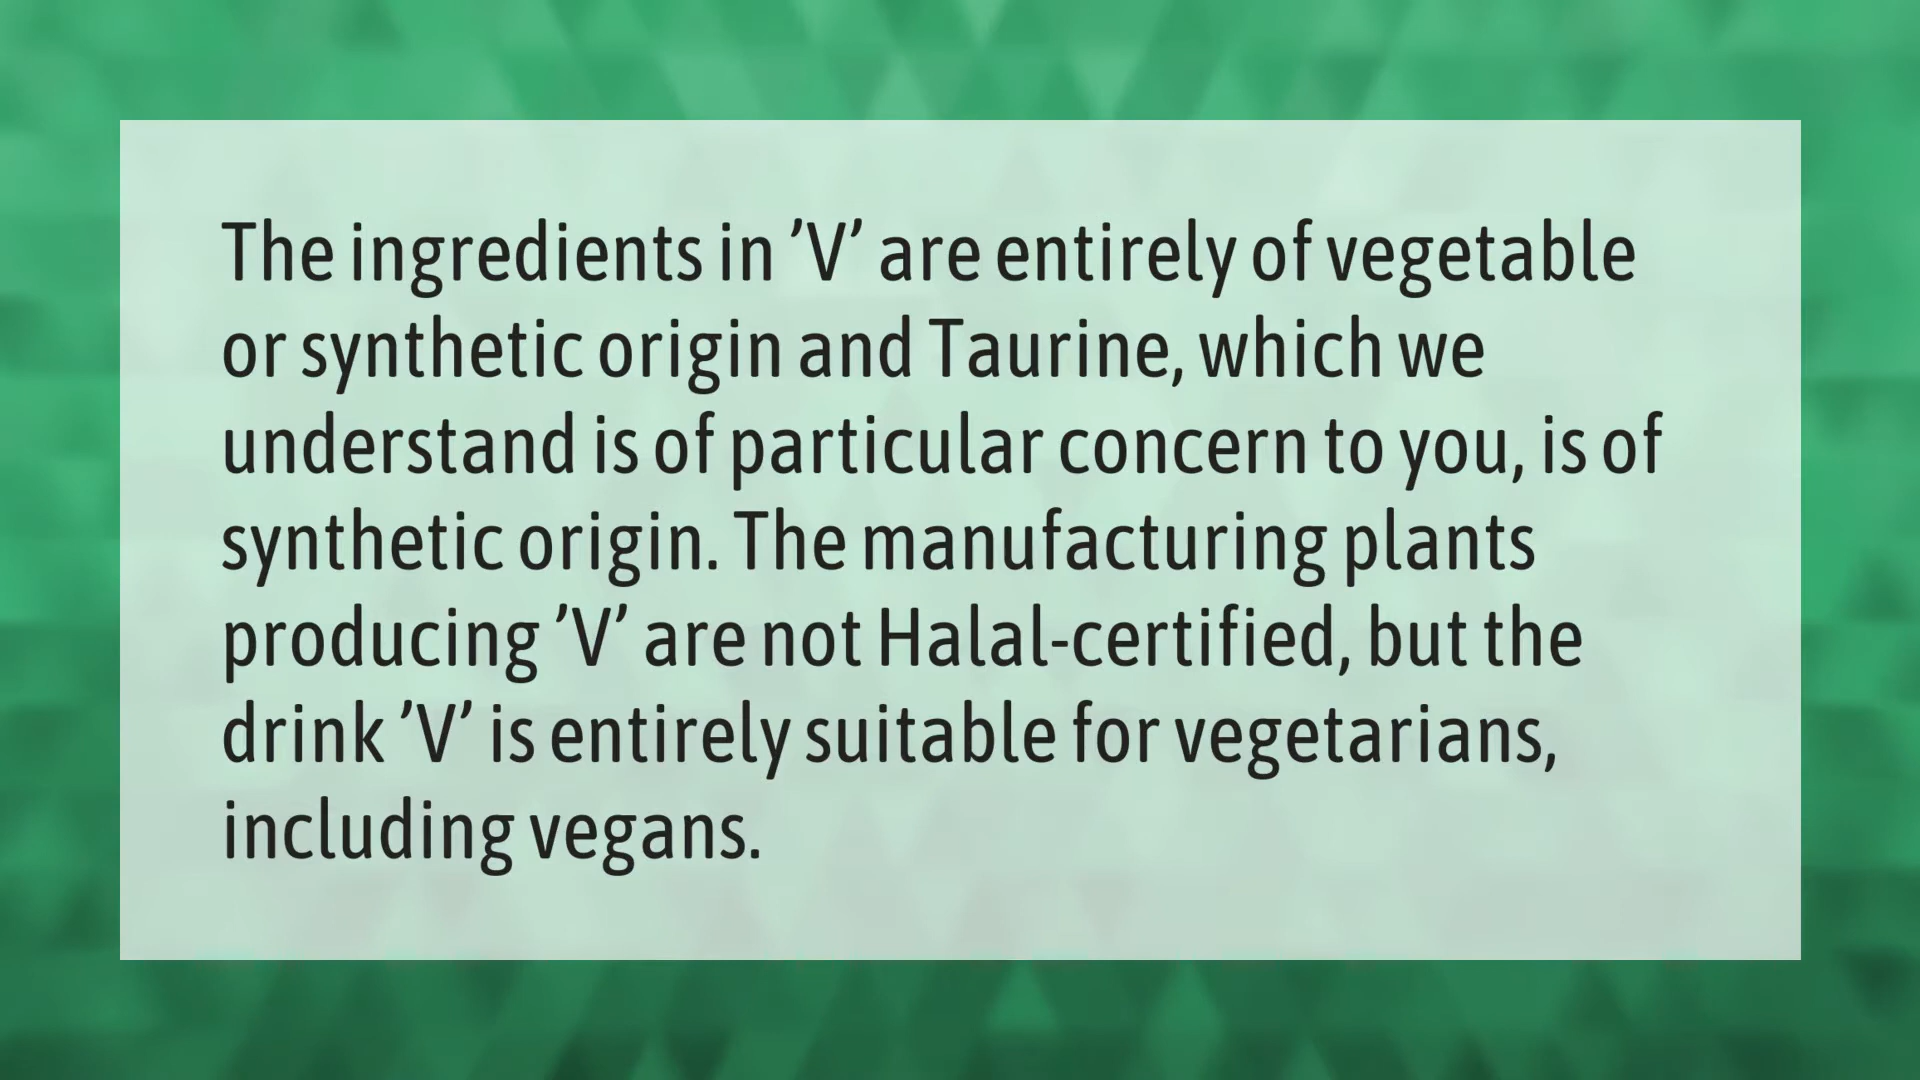 The ingredients in ’V’ are entirely of vegetable
or synthetic origin and Taurine, which we
understand is of particular concern to you, is of
synthetic origin. The manufacturing plants
producing ’V’ are not Halal-certified, but the
drink ’V’ is entirely suitable for vegetarians,
including vegans.